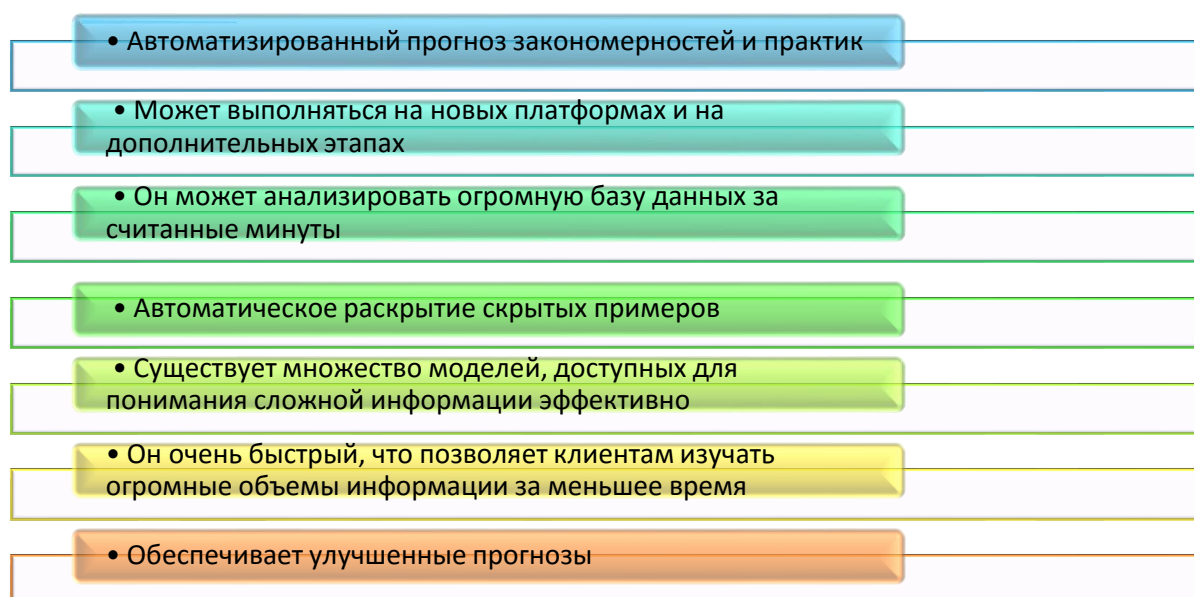 • Автоматизированный прогноз закономерностей и практик
• Может выполняться на новых платформах и на
дополнительных этапах
• Он может анализировать огромную базу данных за
считанные минуты
• Автоматическое раскрытие скрытых примеров
• Существует множество моделей, доступных для
понимания сложной информации эффективно
• Он очень быстрый, что позволяет клиентам изучать
огромные объемы информации за меньшее время
• Обеспечивает улучшенные прогнозы